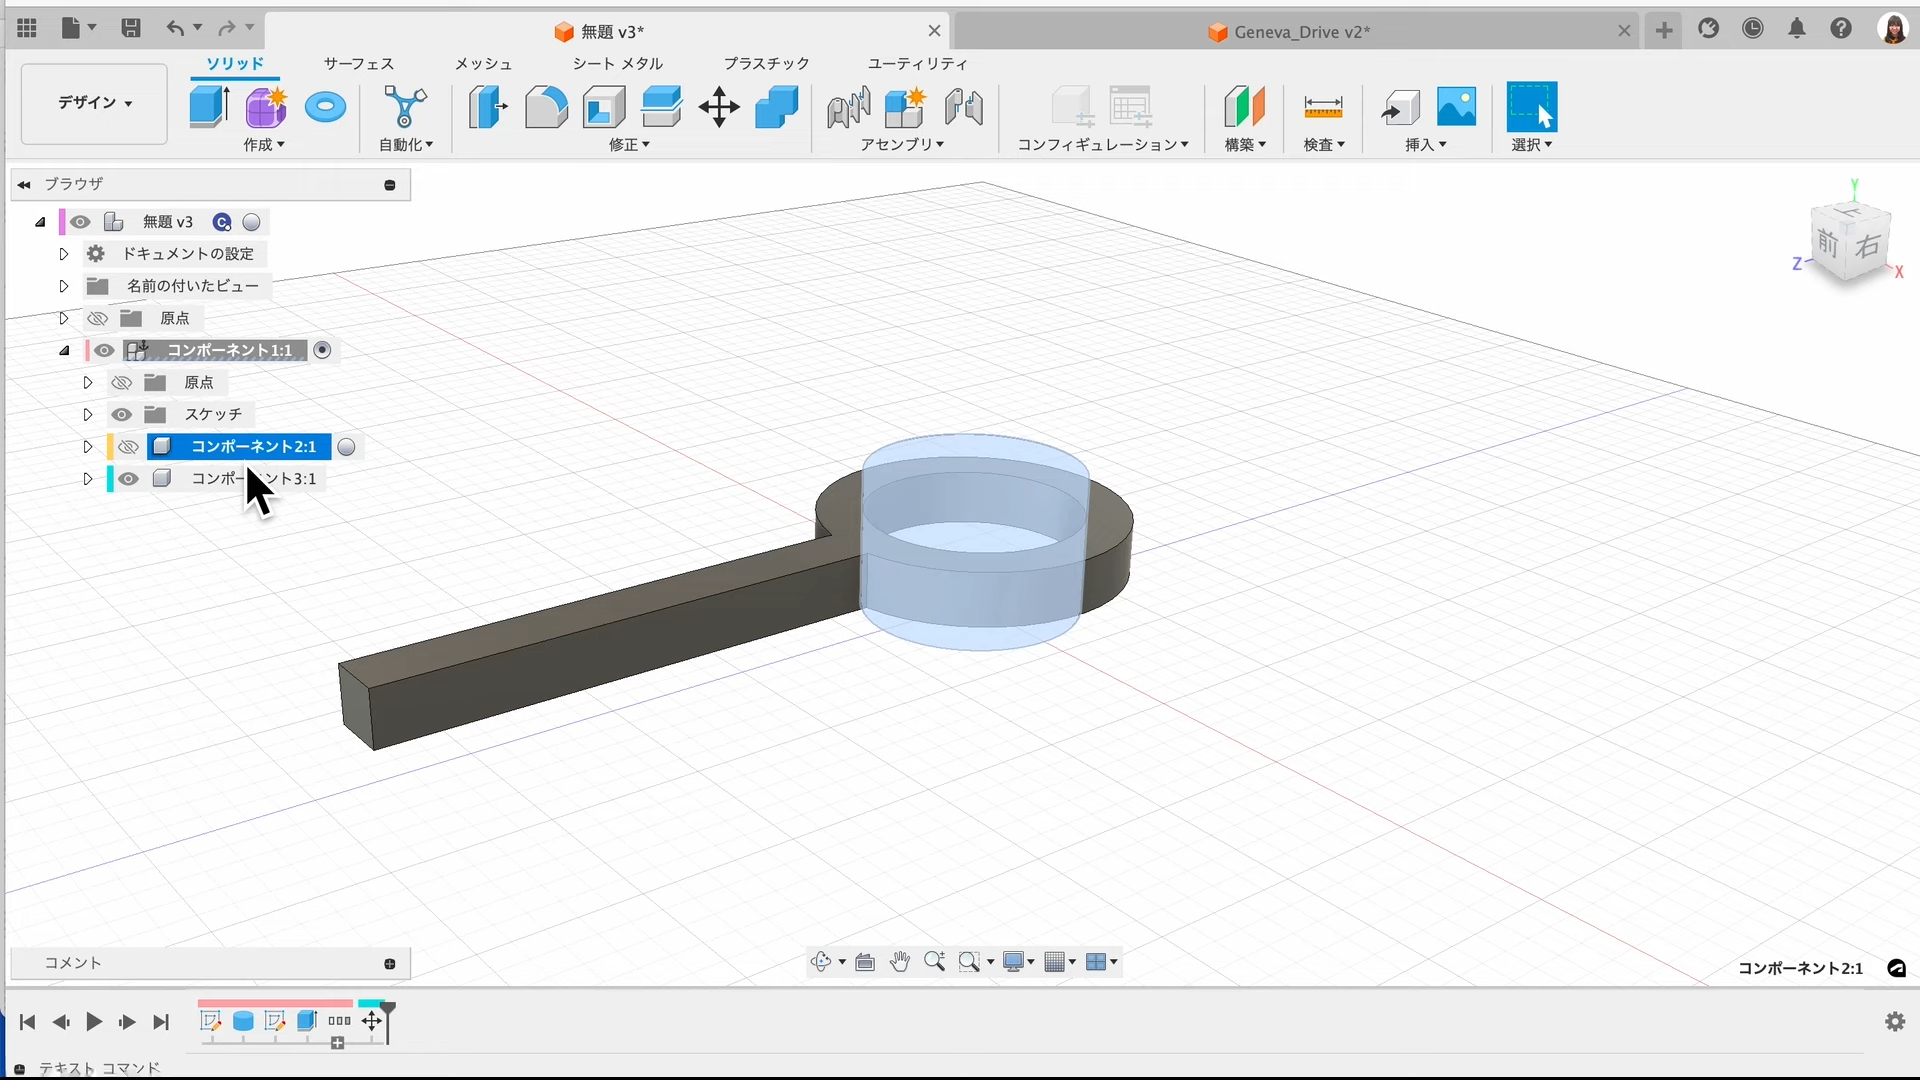 無題 v3*
Geneva_Drive v2*
ソリッド
サーフェス
メッシュ
シート メタル
プラスチック
ユーティリティ
デザイン
作成
自動化
修正
アセンブリ
コンフィギュレーション
構築
検査
挿入
選択
ブラウザ
無題 v3
ドキュメントの設定
名前の付いたビュー
原点
コンポーネント1:1
原点
スケッチ
コンポーネント2:1
コンポーネント3:1
Y
上
前
右
Z
X
コメント
コンポーネント2:1
テキスト コマンド